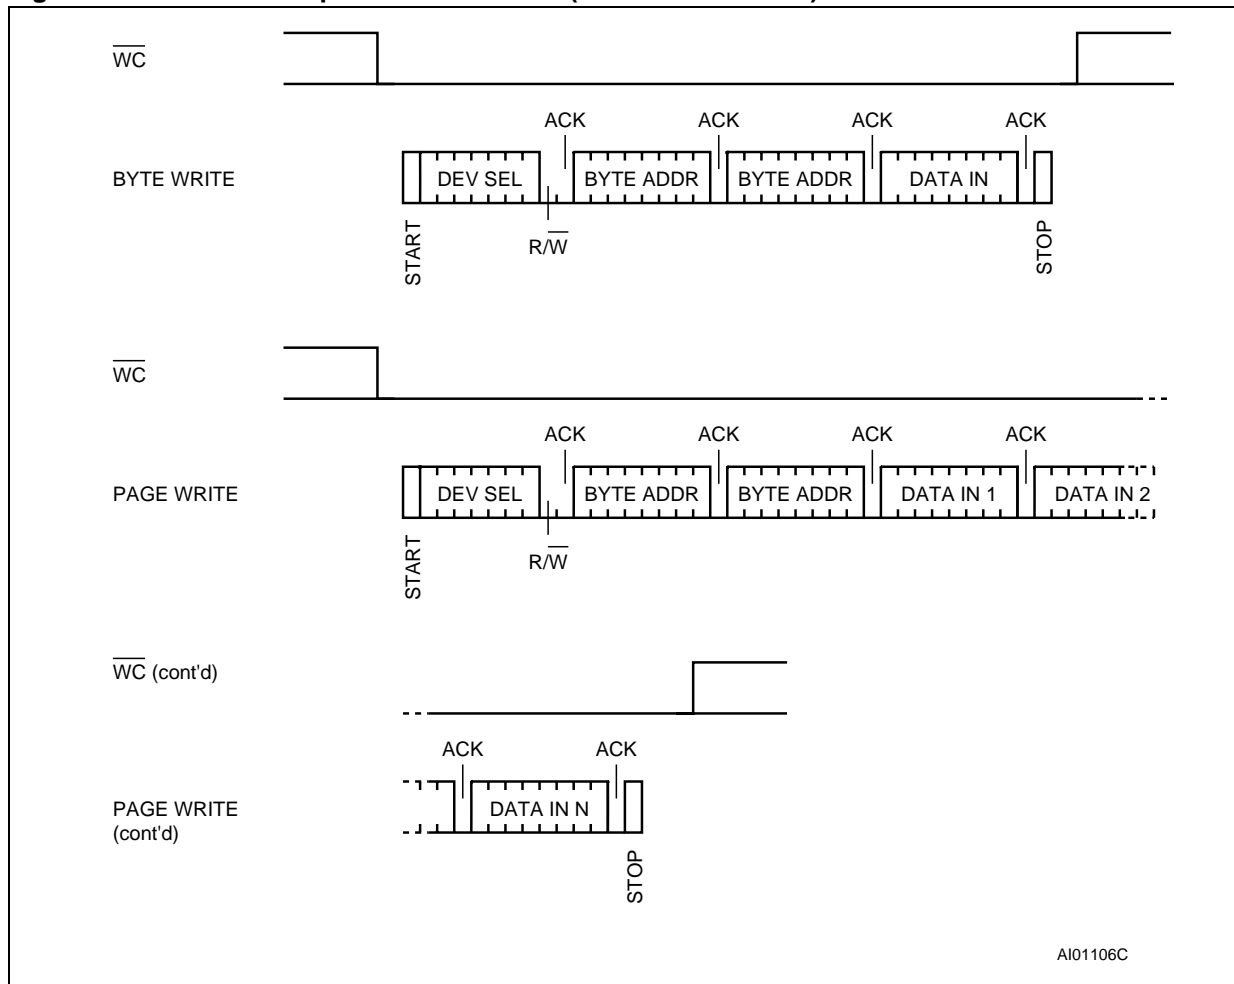 WC
ACK ACK ACK ACK
BYTE WRITE
DEV SEL BYTE ADDR BYTE ADDR DATA IN
START
R/W
STOP
WC
ACK ACK ACK ACK
PAGE WRITE
DEV SEL BYTE ADDR BYTE ADDR DATA IN 1 DATA IN 2
START
R/W
WC (cont'd)
ACK ACK
PAGE WRITE
(cont'd)
DATA IN N
STOP
AI01106C